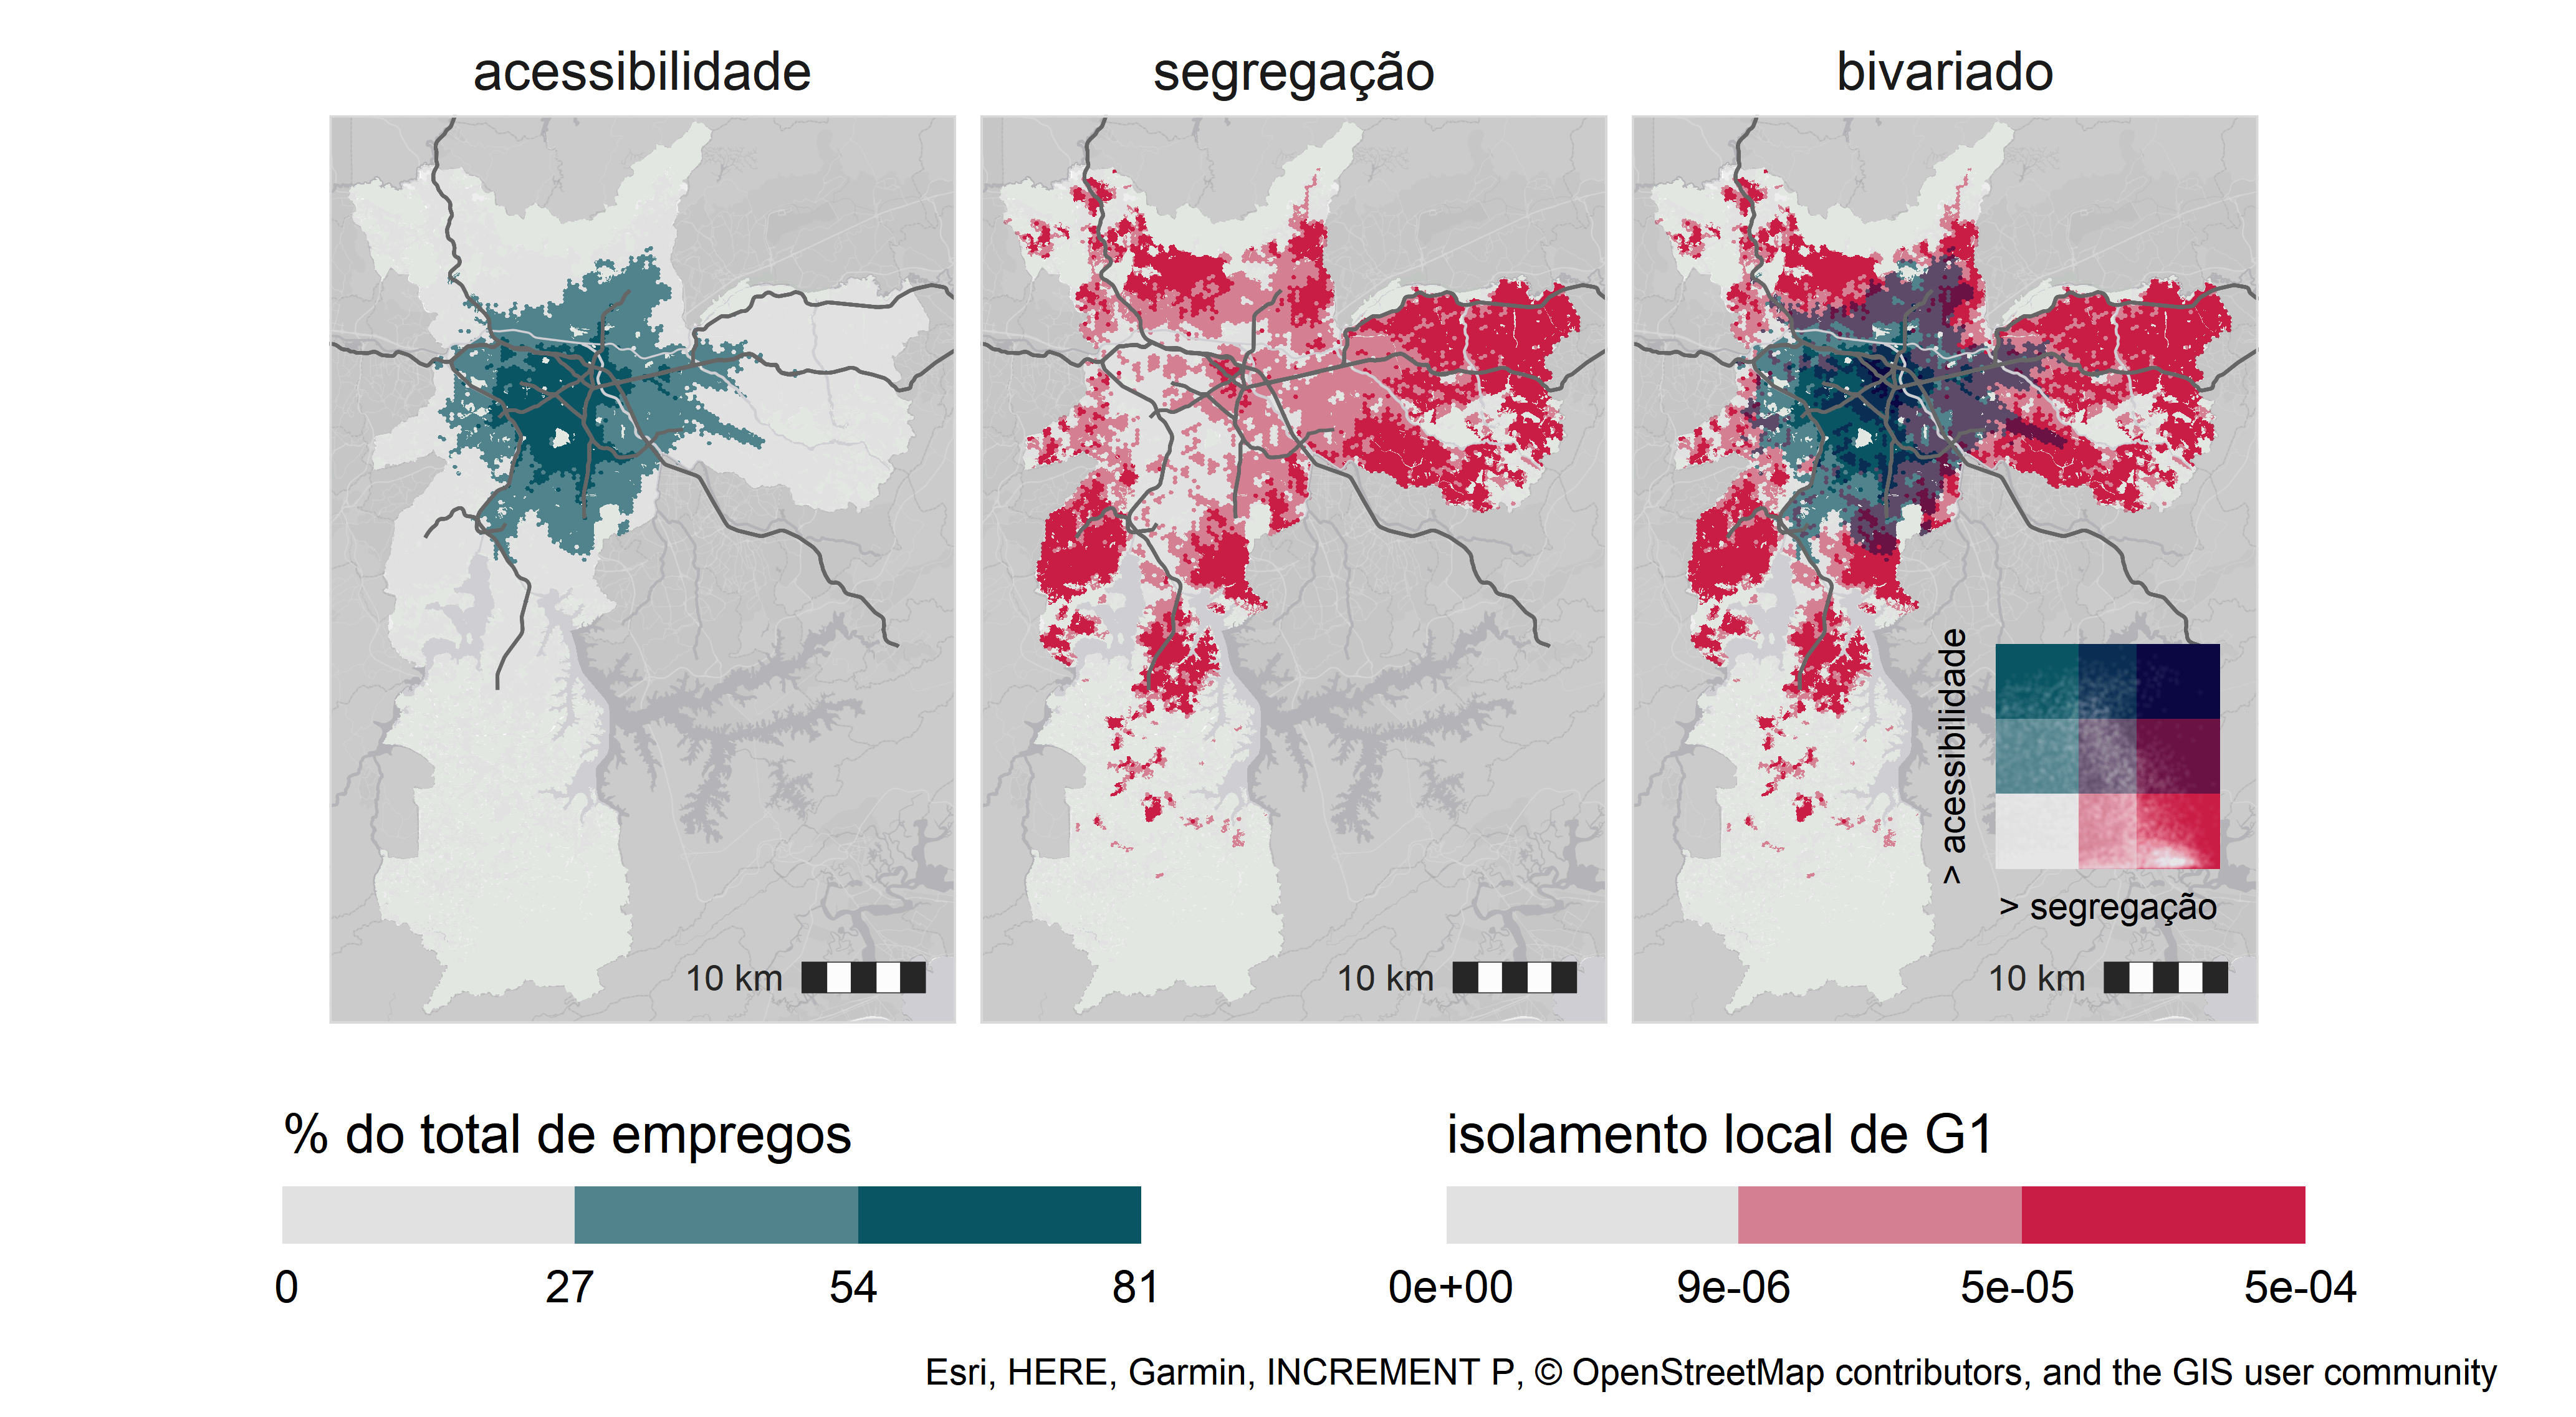 acessibilidade
segregação
bivariado
> acessibilidade
> segregação
10 km
10 km
10 km
% do total de empregos
0 27 54 81
isolamento local de G1
0e+00 9e-06 5e-05 5e-04
Esri, HERE, Garmin, INCREMENT P, © OpenStreetMap contributors, and the GIS user community